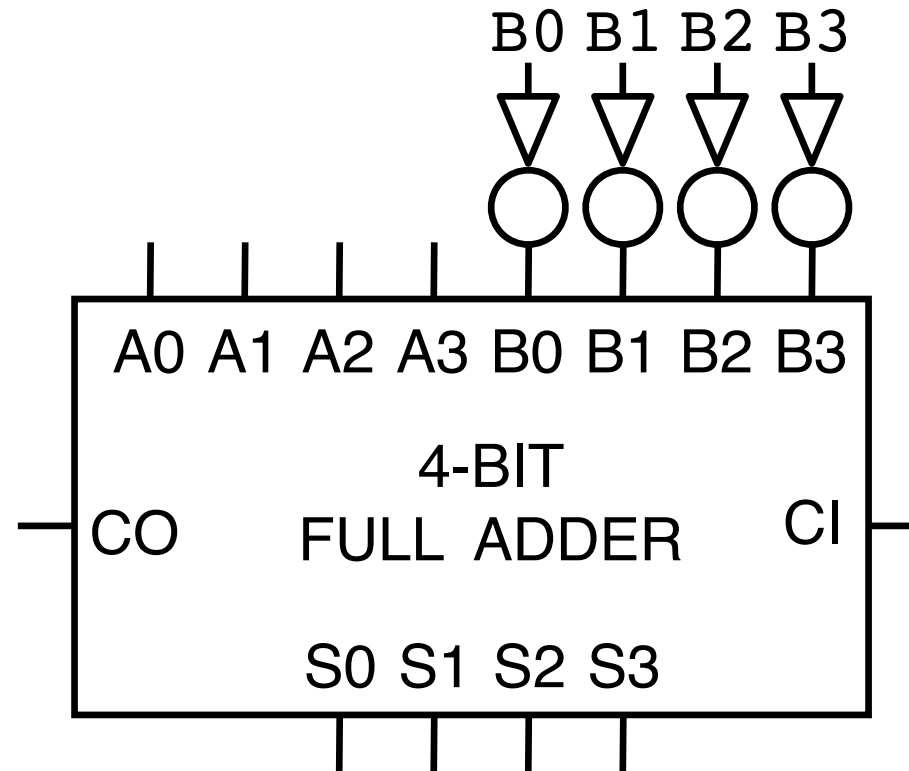 B0 B1 B2 B3
A0 A1 A2 A3 B0 B1 B2 B3
4-BIT
CO FULL ADDER CI
S0 S1 S2 S3